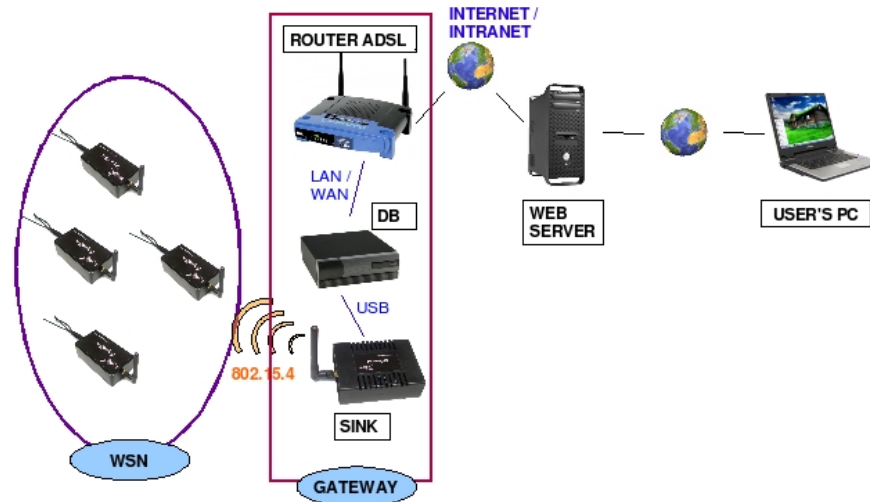 INTERNET /
INTRANET
ROUTER ADSL
LAN /
WAN
DB
WEB
SERVER
USER'S PC
USB
802.15.4
SINK
WSN
GATEWAY